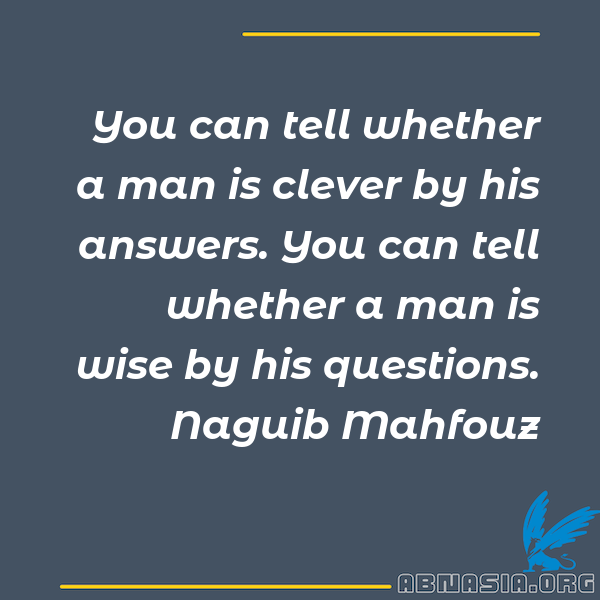 You can tell whether
a man is clever by his
answers. You can tell
whether a man is
wise by his questions.
Naguib Mahfouz
ABNASIA.ORG